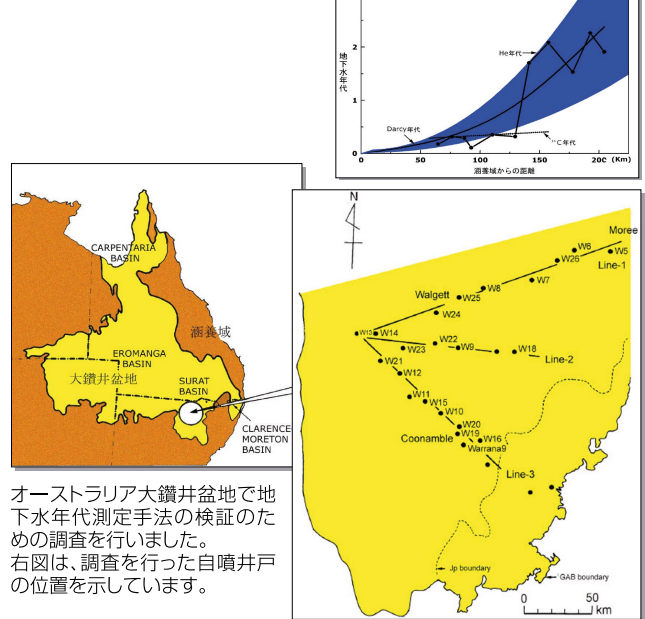 2
1
0
地下水年代
He年代
Darcy年代
¹⁴C年代
0 50 100 150 200 (Km)
涵養域からの距離
CARPENTARIA
BASIN
涵養域
EROMANGA
BASIN
大鑽井盆地
SURAT
BASIN
CLARENCE-
MORETON
BASIN
N
Moree
W6
W5
W26
Line-1
W7
W8
Walgett
W25
W24
W13
W14
W22
W23
W9
W18
Line-2
W21
W12
W11
W15
W10
W20
W19
Coonamble
W16
Warrana9
Line-3
Jp boundary
GAB boundary
0 50
km
オーストラリア大鑽井盆地で地
下水年代測定手法の検証のた
めの調査を行いました。
右図は、調査を行った自噴井戸
の位置を示しています。